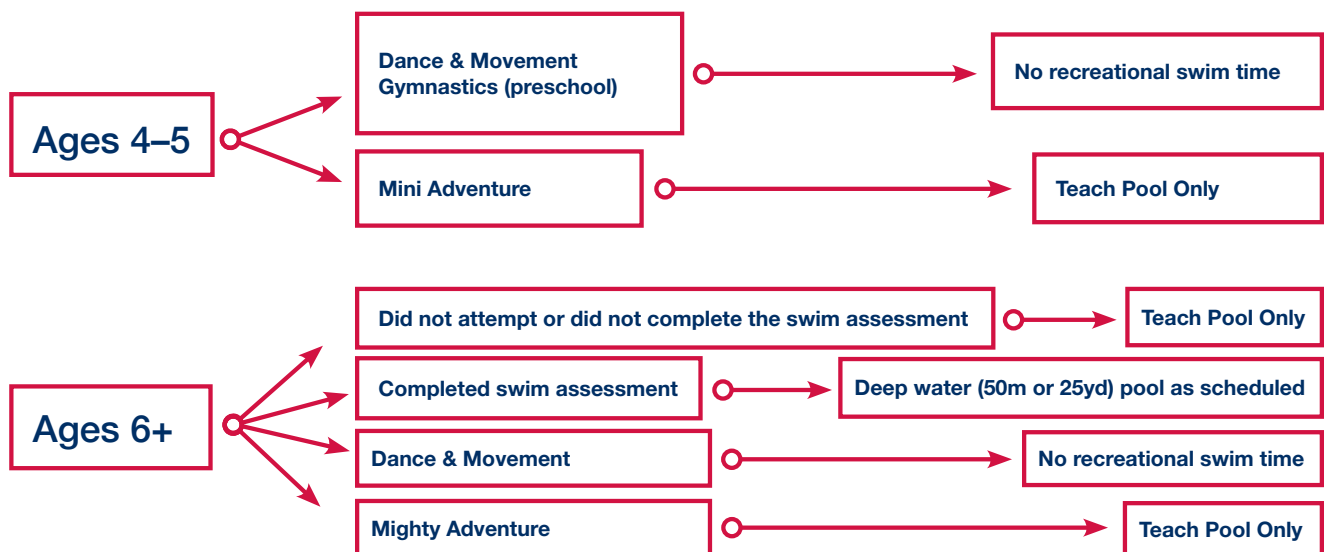 Ages 4–5
Dance & Movement
Gymnastics (preschool)
No recreational swim time
Mini Adventure
Teach Pool Only
Ages 6+
Did not attempt or did not complete the swim assessment
Teach Pool Only
Completed swim assessment
Deep water (50m or 25yd) pool as scheduled
Dance & Movement
No recreational swim time
Mighty Adventure
Teach Pool Only